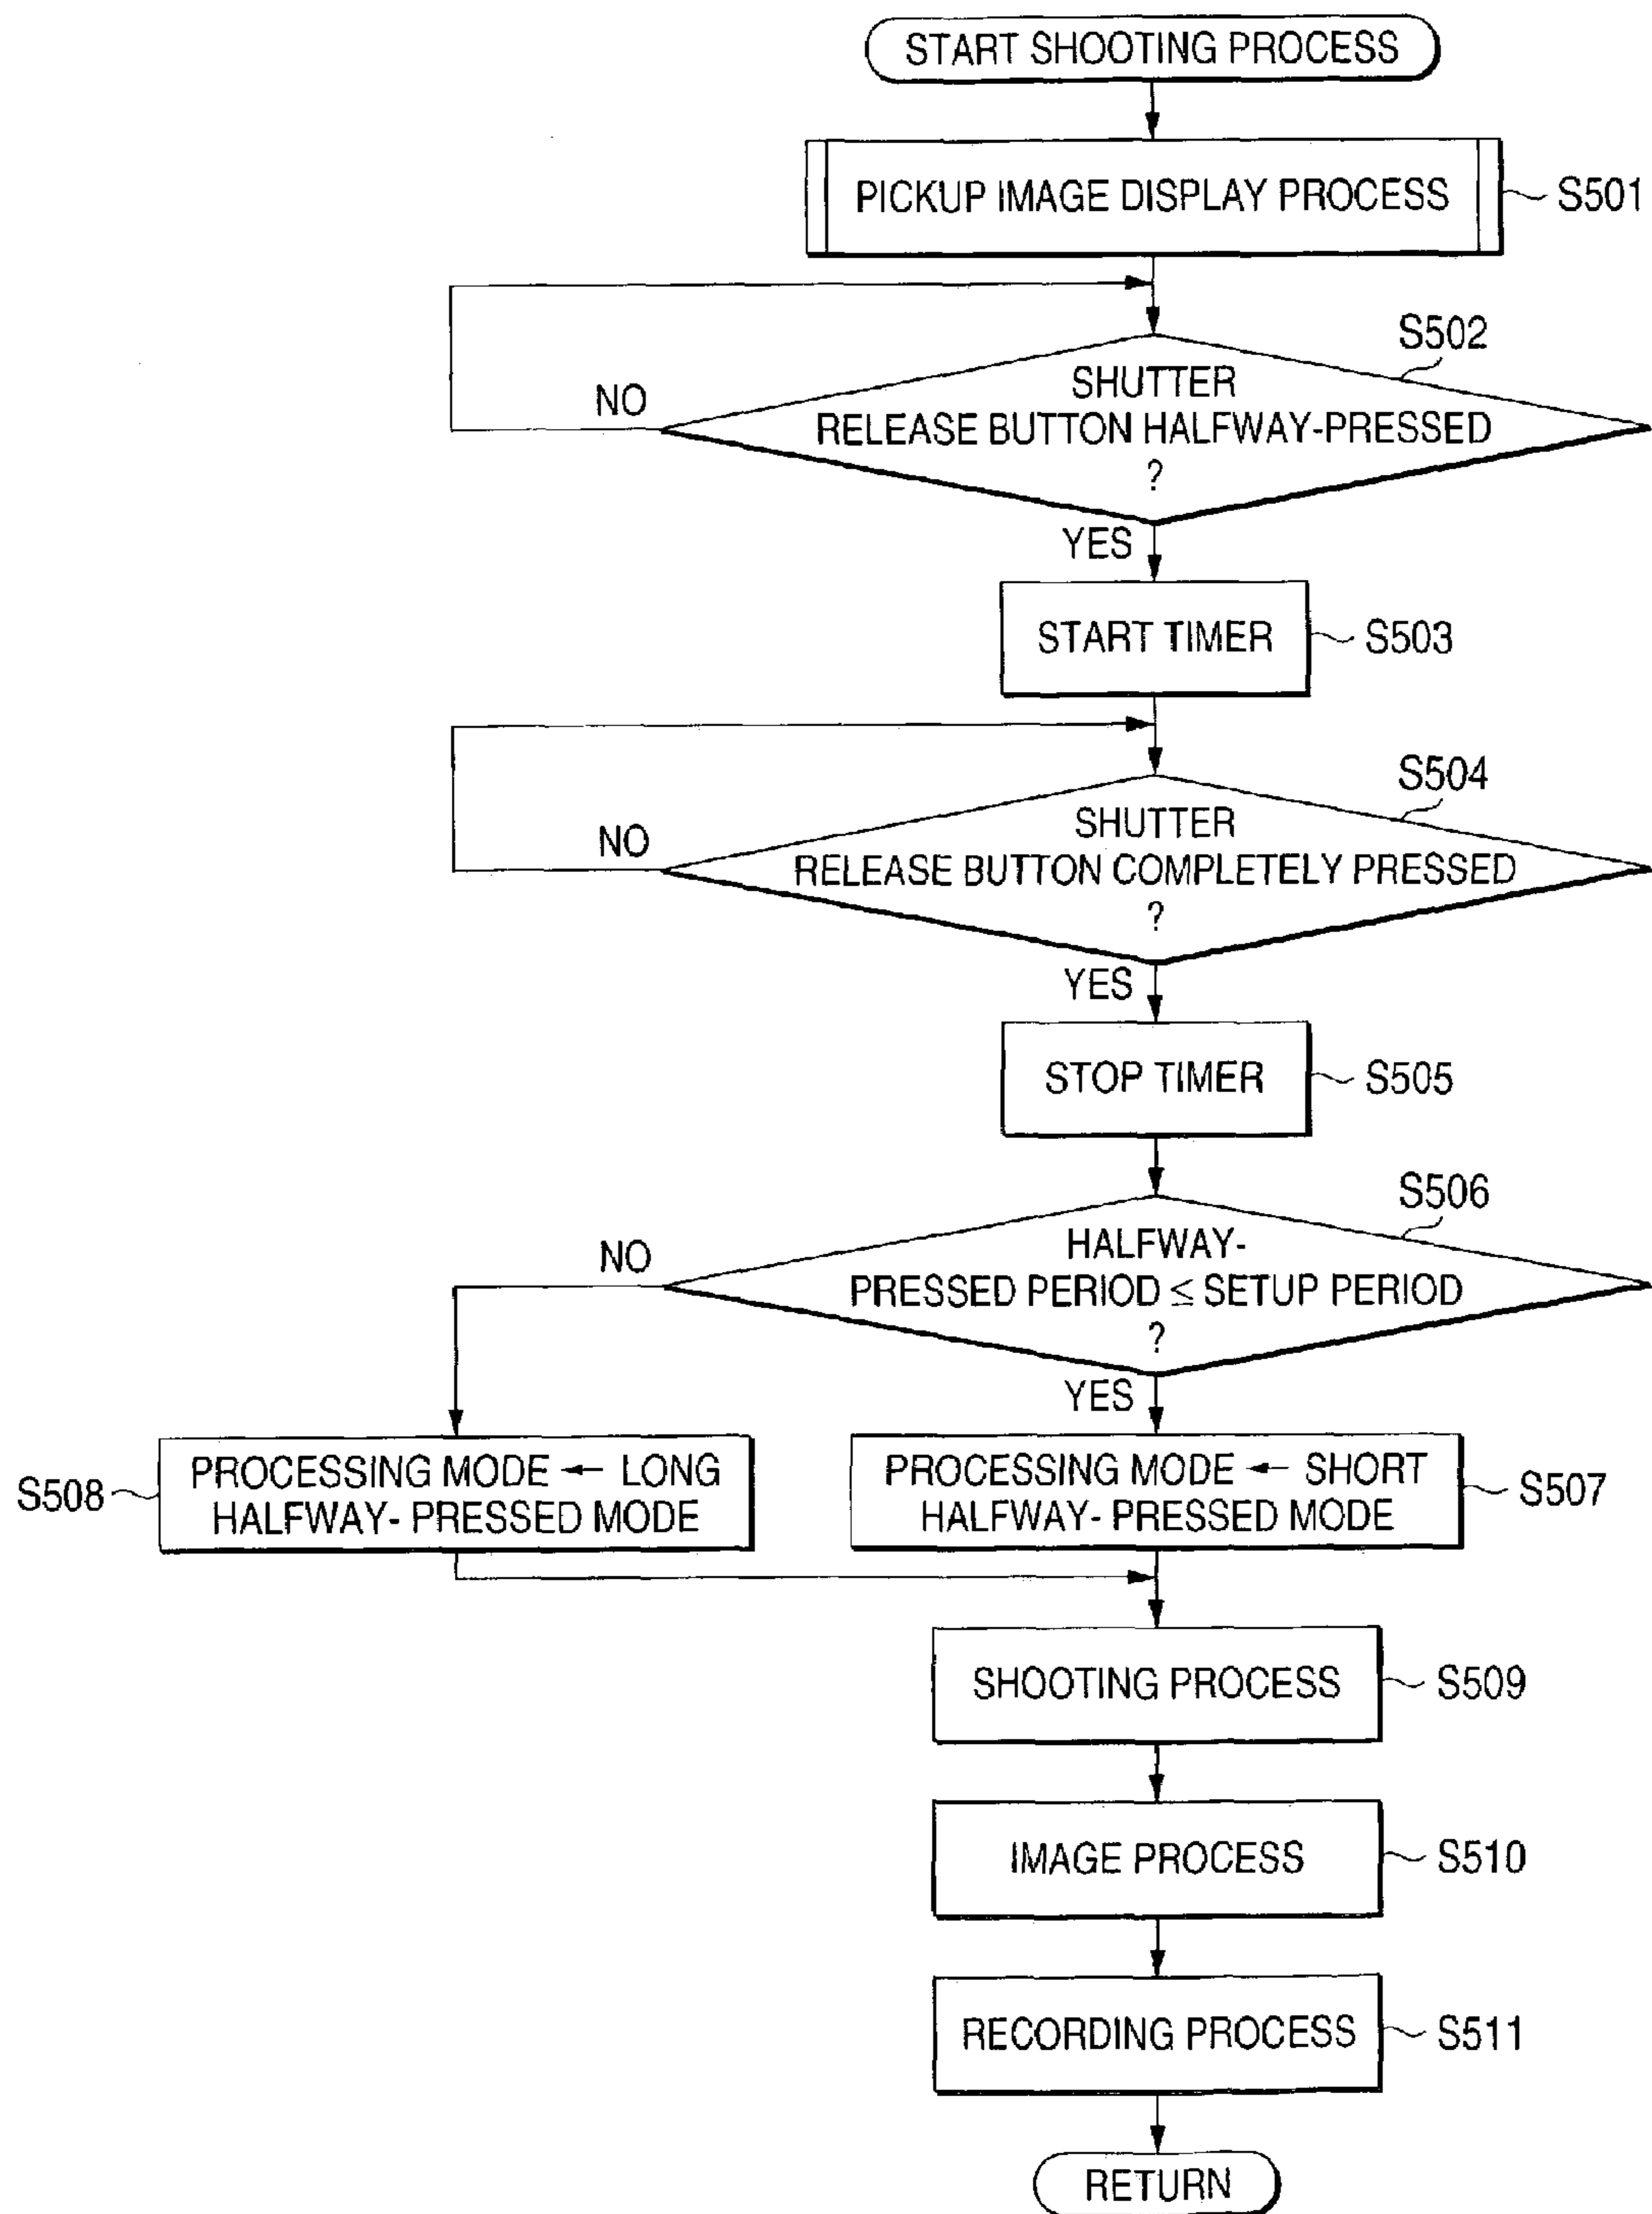 START SHOOTING PROCESS
PICKUP IMAGE DISPLAY PROCESS
S501
S502
SHUTTER
RELEASE BUTTON HALFWAY-PRESSED
?
NO
YES
START TIMER
S503
S504
SHUTTER
RELEASE BUTTON COMPLETELY PRESSED
?
NO
YES
STOP TIMER
S505
S506
HALFWAY-
PRESSED PERIOD ≤ SETUP PERIOD
?
NO
YES
S508
PROCESSING MODE ← LONG
HALFWAY- PRESSED MODE
PROCESSING MODE ← SHORT
HALFWAY- PRESSED MODE
S507
SHOOTING PROCESS
S509
IMAGE PROCESS
S510
RECORDING PROCESS
S511
RETURN